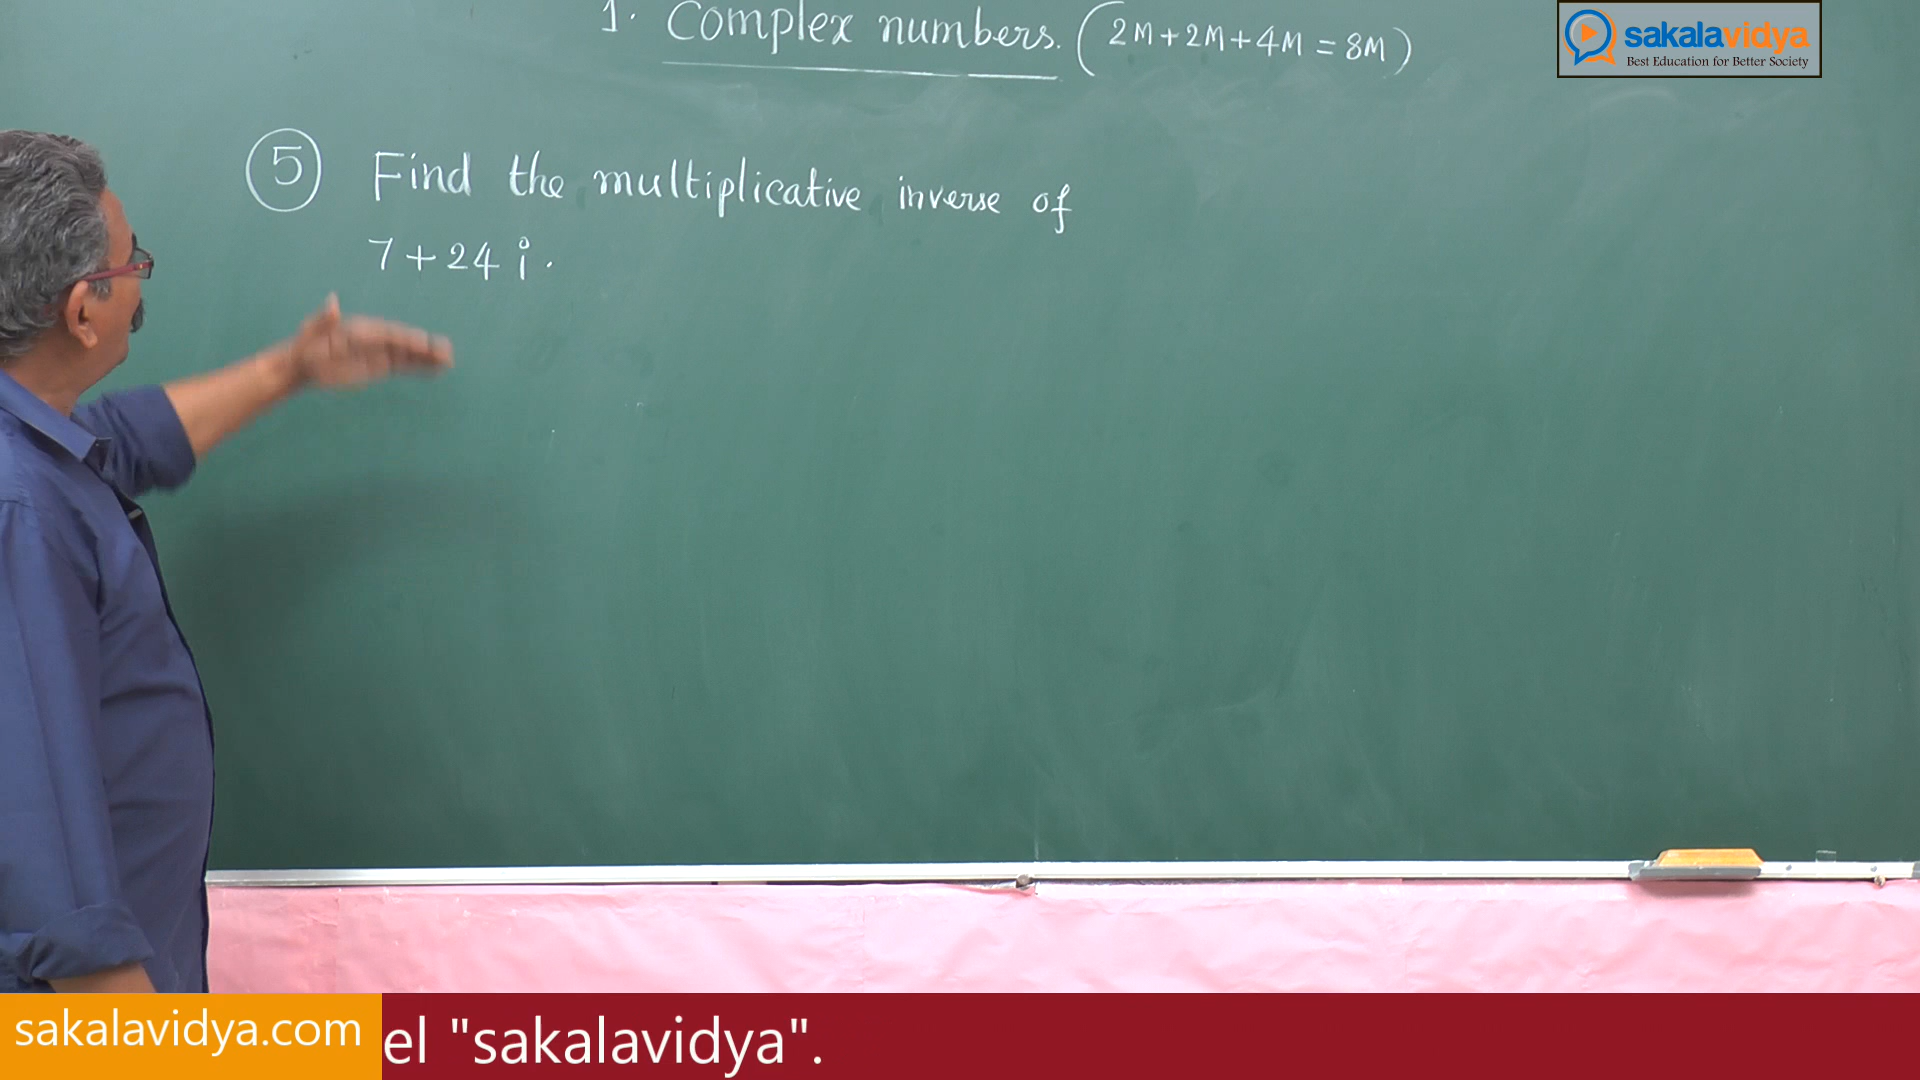 1. Complex numbers. (2M+2M+4M = 8M)
sakalavidya
Best Education for Better Society
5 Find the multiplicative inverse of
7+24i.
sakalavidya.com
el "sakalavidya".